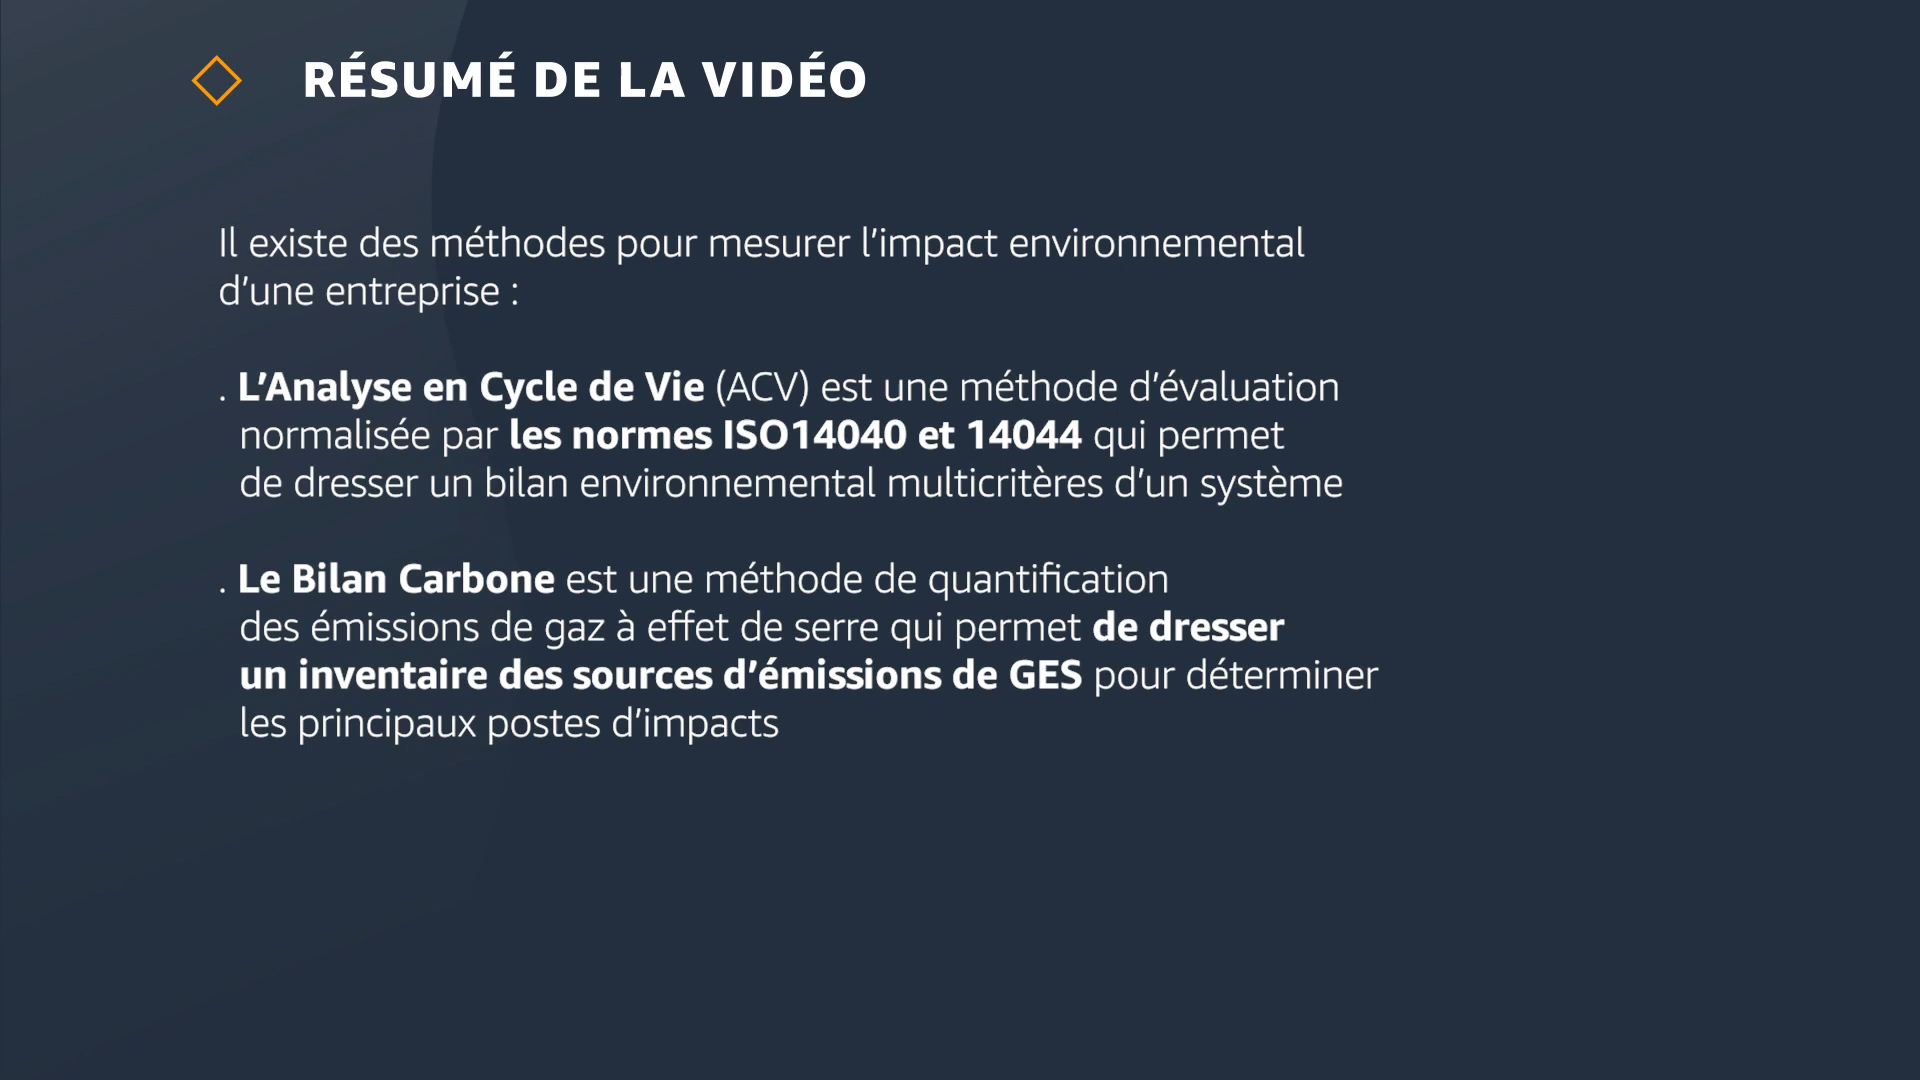 RÉSUMÉ DE LA VIDÉO
Il existe des méthodes pour mesurer l’impact environnemental
d’une entreprise :
. L’Analyse en Cycle de Vie (ACV) est une méthode d’évaluation
normalisée par les normes ISO14040 et 14044 qui permet
de dresser un bilan environnemental multicritères d’un système
. Le Bilan Carbone est une méthode de quantification
des émissions de gaz à effet de serre qui permet de dresser
un inventaire des sources d’émissions de GES pour déterminer
les principaux postes d’impacts